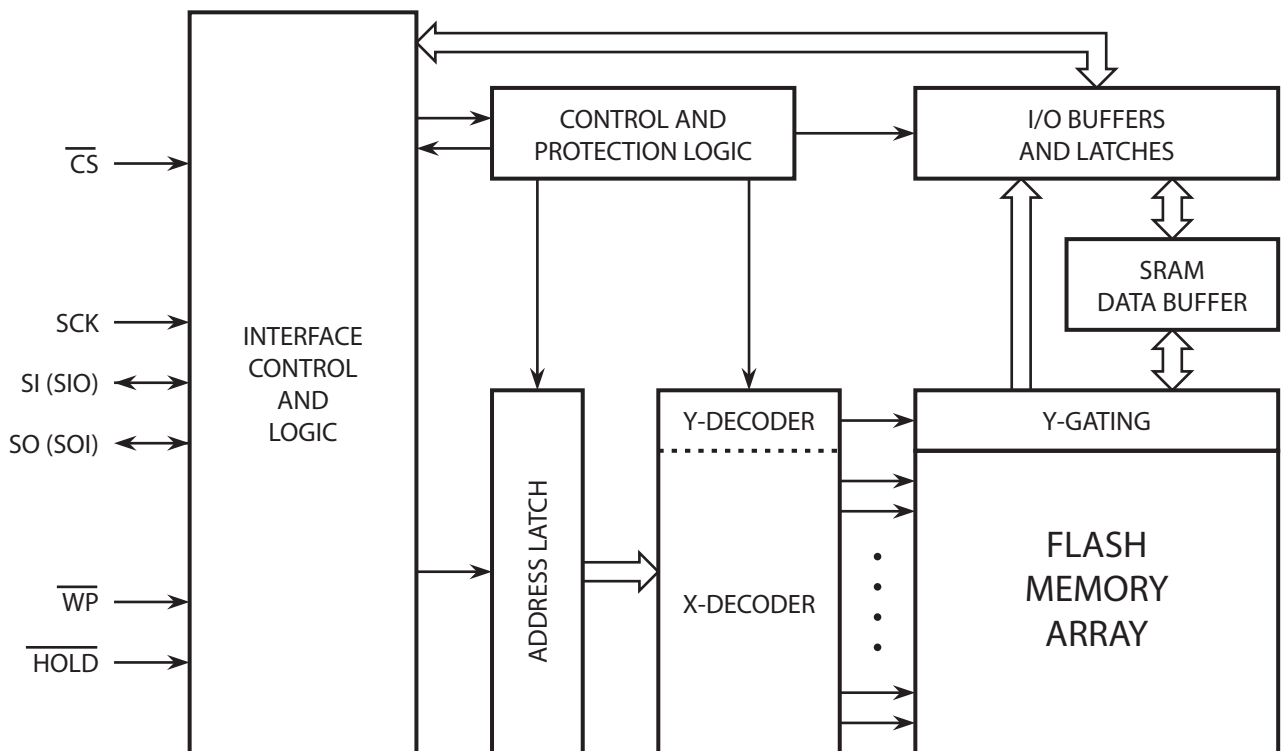 CS
SCK
SI (SIO)
SO (SOI)
WP
HOLD
INTERFACE
CONTROL
AND
LOGIC
CONTROL AND
PROTECTION LOGIC
I/O BUFFERS
AND LATCHES
SRAM
DATA BUFFER
ADDRESS LATCH
Y-DECODER
X-DECODER
Y-GATING
FLASH
MEMORY
ARRAY